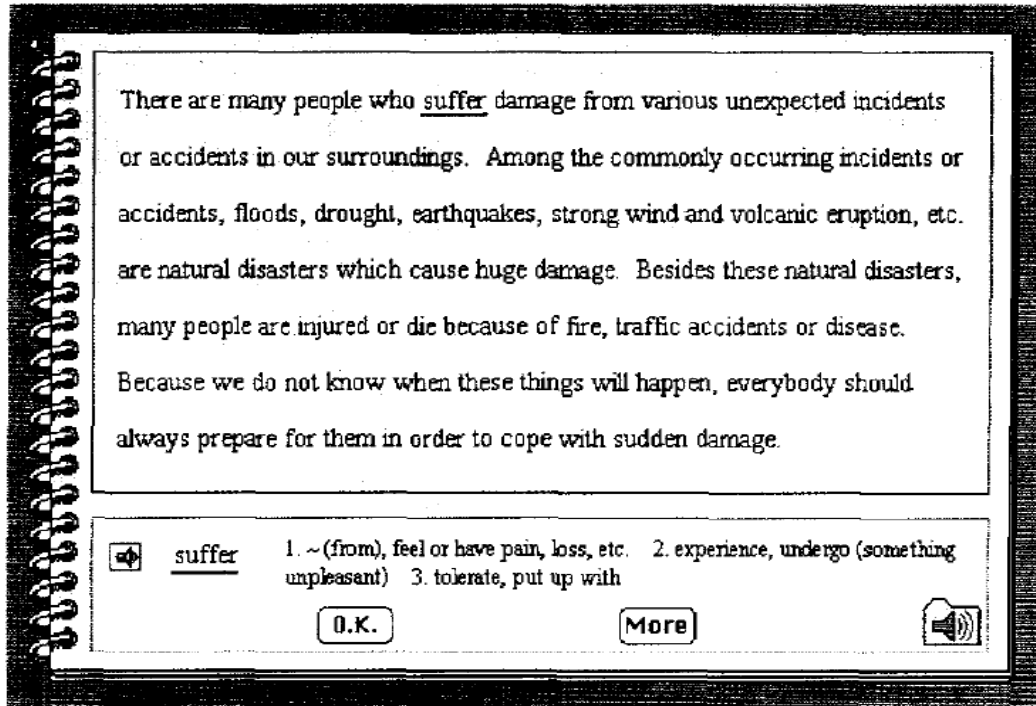 There are many people who suffer damage from various unexpected incidents
or accidents in our surroundings. Among the commonly occurring incidents or
accidents, floods, drought, earthquakes, strong wind and volcanic eruption, etc.
are natural disasters which cause huge damage. Besides these natural disasters,
many people are injured or die because of fire, traffic accidents or disease.
Because we do not know when these things will happen, everybody should
always prepare for them in order to cope with sudden damage.
suffer 1. ~(from), feel or have pain, loss, etc. 2. experience, undergo (something
unpleasant) 3. tolerate, put up with
O.K. More